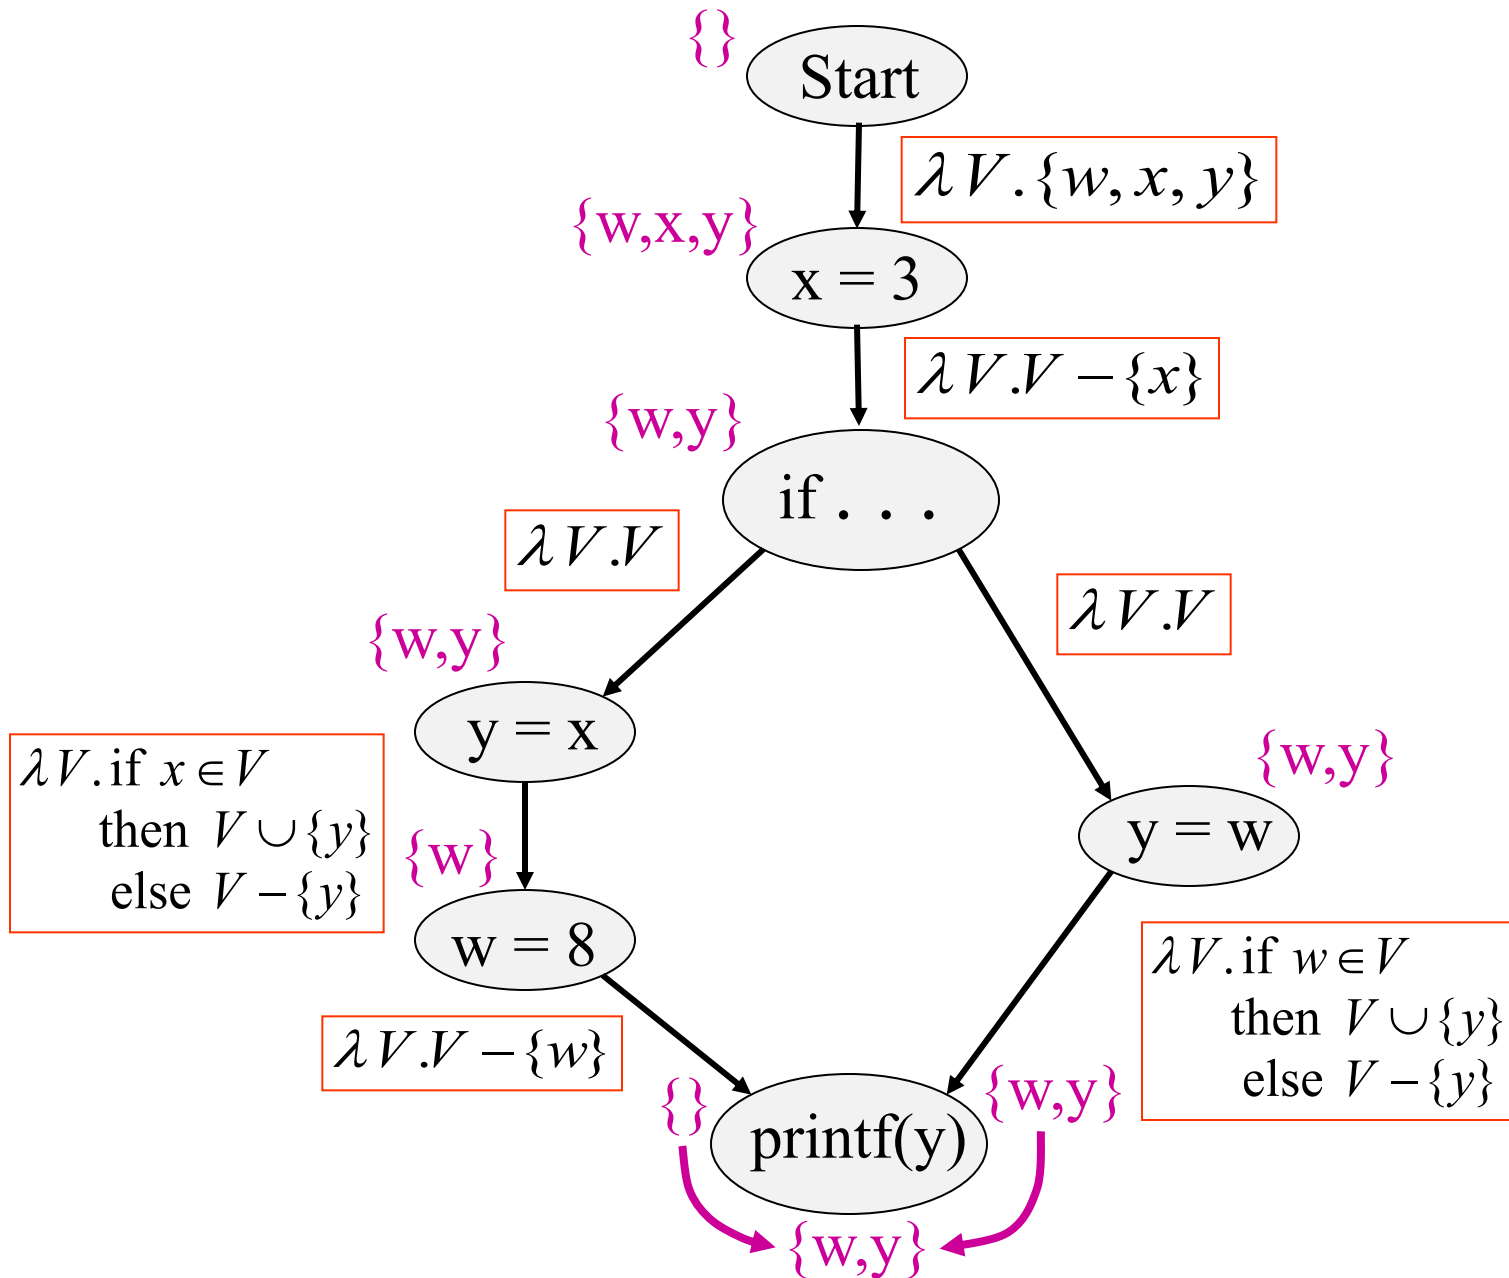 {}
Start
λV.{w, x, y}
{w,x,y}
x = 3
λV.V − {x}
{w,y}
if . . .
λV.V
λV.V
{w,y}
y = x
λV. if x ∈ V
then V ∪ {y}
else V − {y}
{w,y}
y = w
{w}
w = 8
λV. if w ∈ V
then V ∪ {y}
else V − {y}
λV.V − {w}
{}
printf(y)
{w,y}
{w,y}